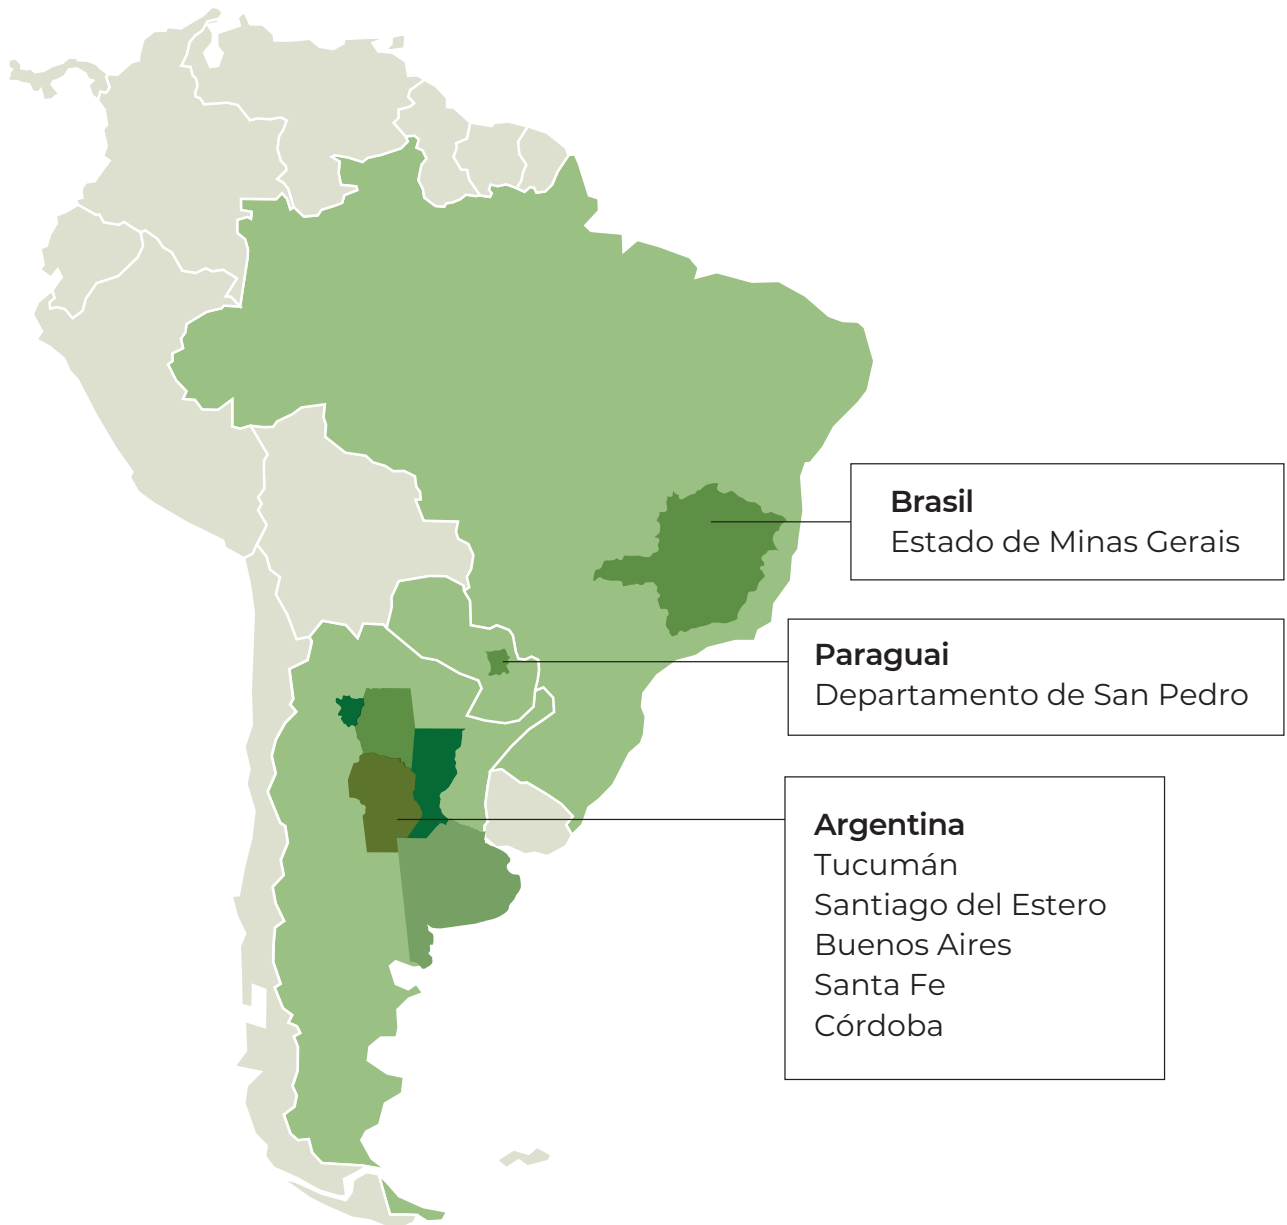 Brasil
Estado de Minas Gerais
Paraguai
Departamento de San Pedro
Argentina
Tucumán
Santiago del Estero
Buenos Aires
Santa Fe
Córdoba